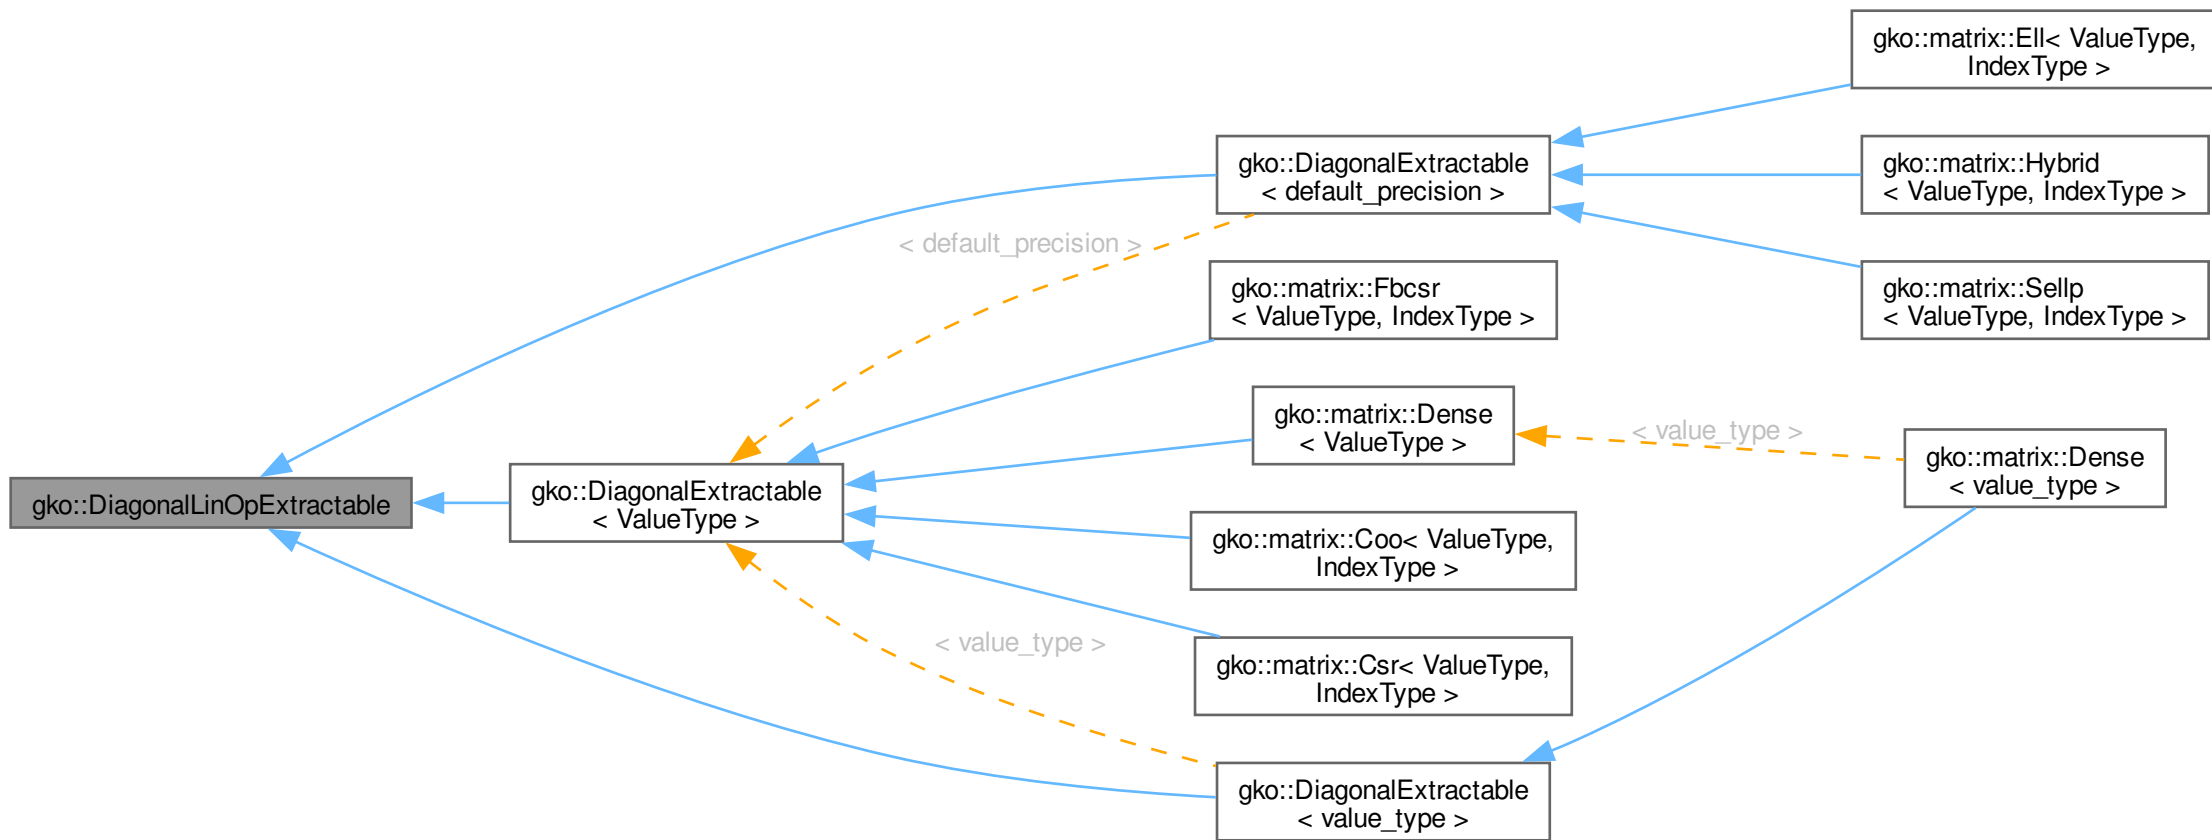 gko::matrix::Ell< ValueType,
IndexType >
gko::DiagonalExtractable
< default_precision >
gko::matrix::Hybrid
< ValueType, IndexType >
< default_precision >
gko::matrix::Fbcsr
< ValueType, IndexType >
gko::matrix::Sellp
< ValueType, IndexType >
gko::matrix::Dense
< ValueType >
< value_type >
gko::matrix::Dense
< value_type >
gko::DiagonalLinOpExtractable
gko::DiagonalExtractable
< ValueType >
gko::matrix::Coo< ValueType,
IndexType >
< value_type >
gko::matrix::Csr< ValueType,
IndexType >
gko::DiagonalExtractable
< value_type >